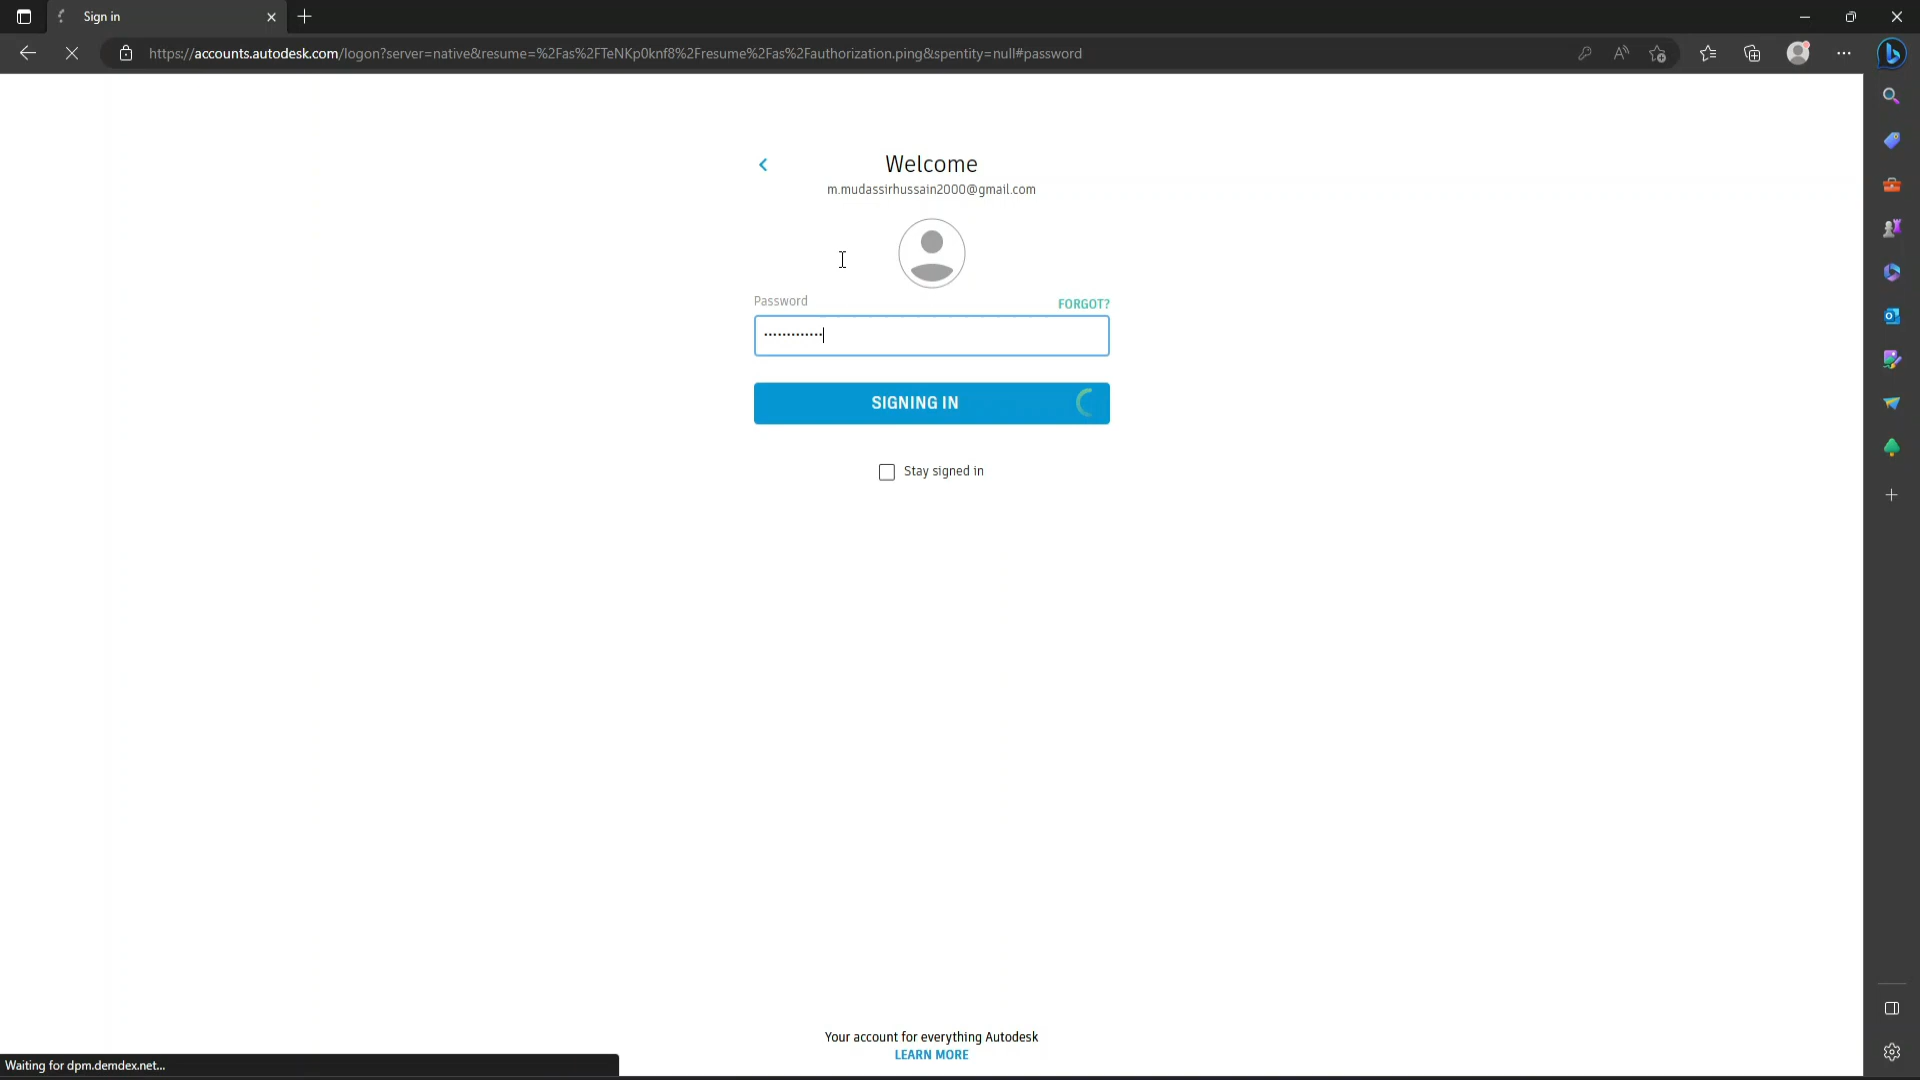 Sign in
https://accounts.autodesk.com/logon?server=native&resume=%2Fas%2FTeNKp0knf8%2Fresume%2Fas%2Fauthorization.ping&spentity=null#password
Welcome
m.mudassirhussain2000@gmail.com
Password
FORGOT?
SIGNING IN
Stay signed in
Your account for everything Autodesk
LEARN MORE
Waiting for dpm.demdex.net...